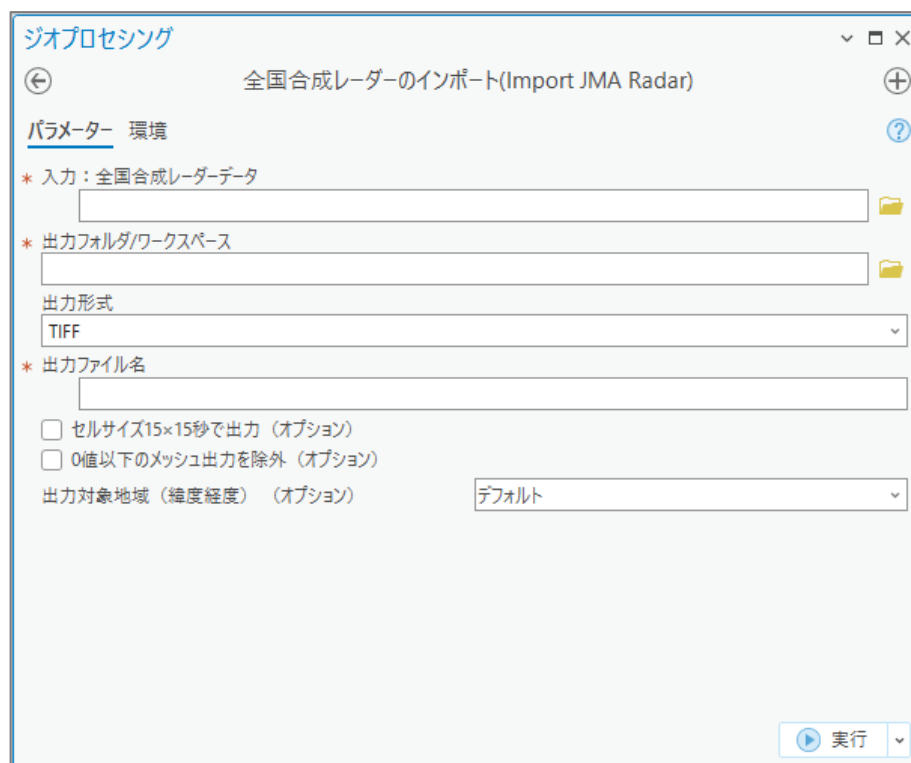 ジオプロセシング
全国合成レーダーのインポート(Import JMA Radar)
パラメーター 環境
* 入力：全国合成レーダーデータ
* 出力フォルダ/ワークスペース
出力形式
TIFF
* 出力ファイル名
セルサイズ15×15秒で出力（オプション）
0値以下のメッシュ出力を除外（オプション）
出力対象地域（緯度経度）（オプション） デフォルト
実行